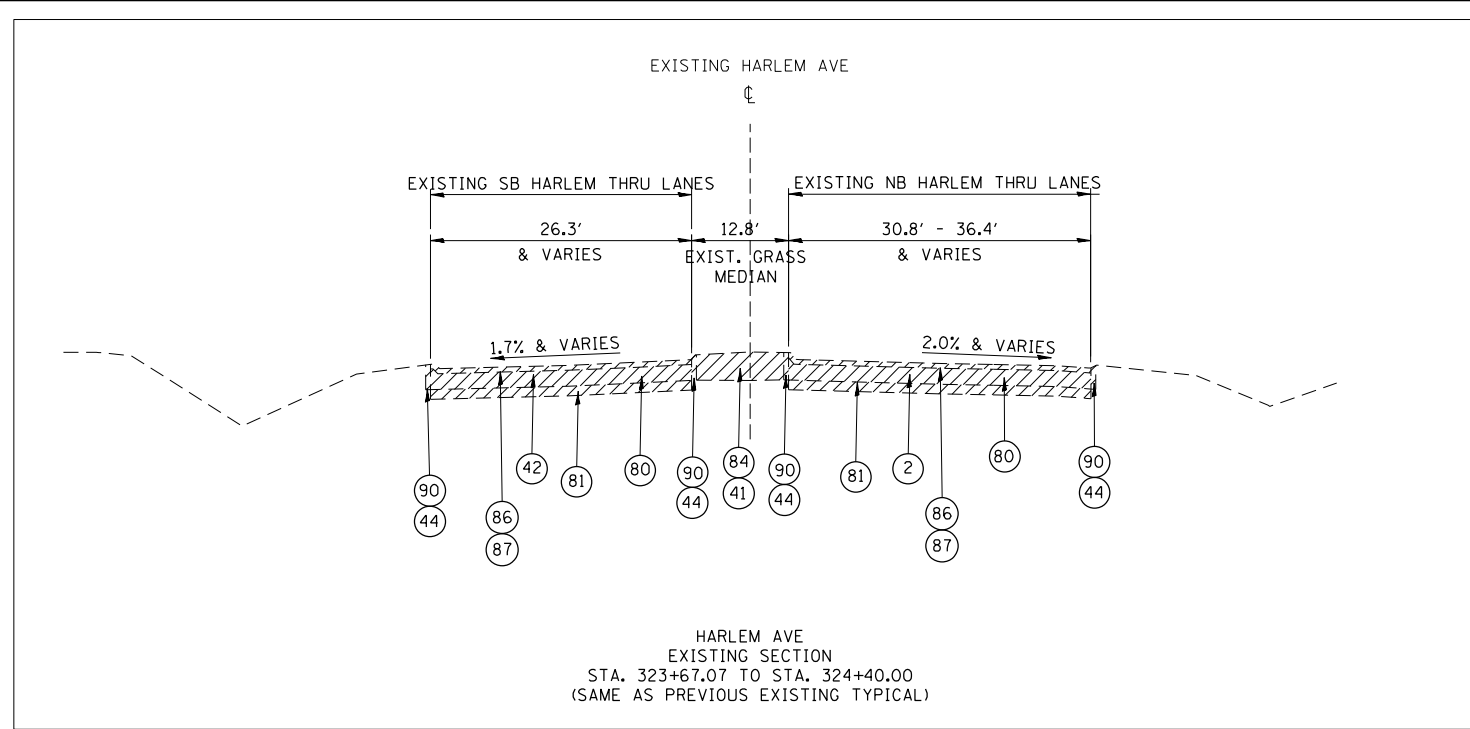 EXISTING HARLEM AVE
℄
EXISTING SB HARLEM THRU LANES
EXISTING NB HARLEM THRU LANES
26.3'
& VARIES
12.8'
EXIST. GRASS
MEDIAN
30.8' - 36.4'
& VARIES
1.7% & VARIES
2.0% & VARIES
90
44
86
87
42
81
80
90
44
84
41
90
44
81
2
86
87
80
90
44
HARLEM AVE
EXISTING SECTION
STA. 323+67.07 TO STA. 324+40.00
(SAME AS PREVIOUS EXISTING TYPICAL)